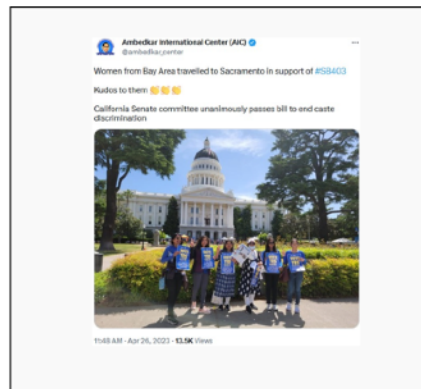 Ambedkar International Center (AIC)
@ambedkar_center
Women from Bay Area travelled to Sacramento in support of #SB403
Kudos to them 👏👏👏
California Senate committee unanimously passes bill to end caste
discrimination
11:48 AM · Apr 26, 2023 · 13.5K Views